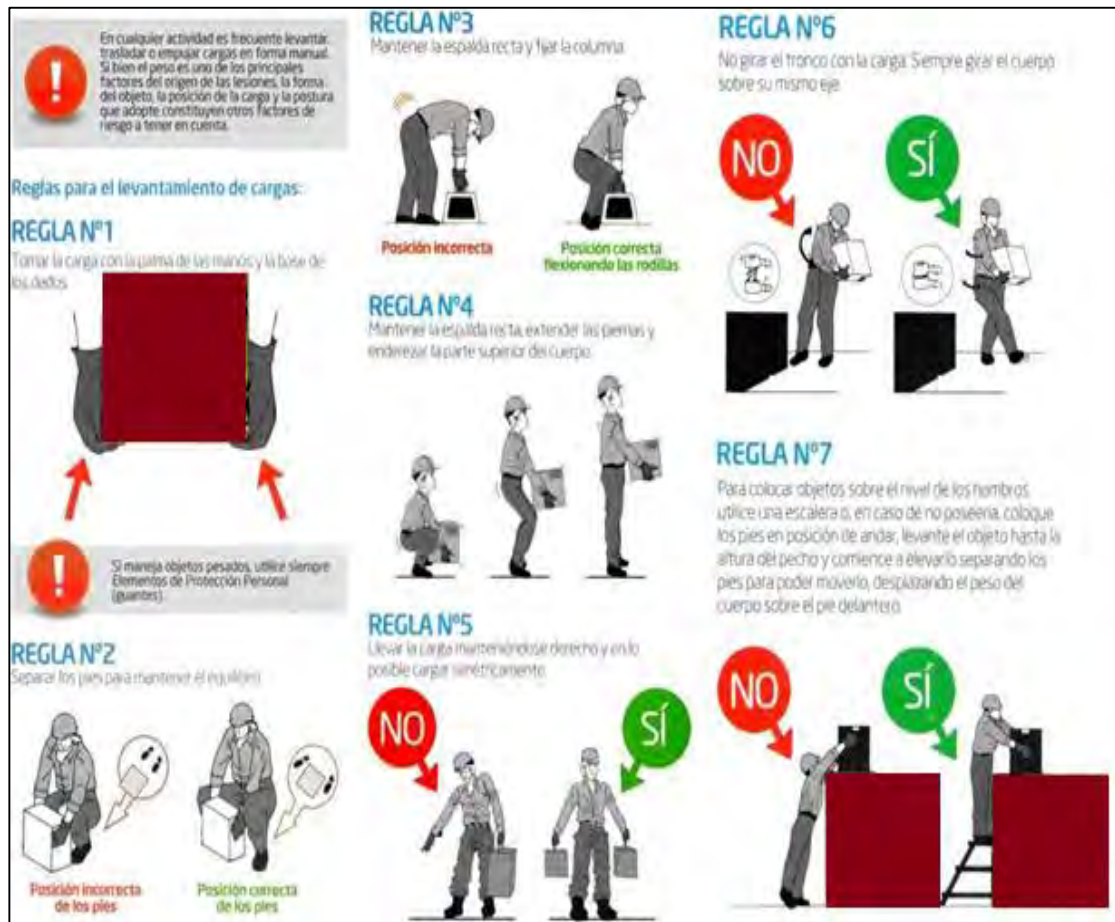 En cualquier actividad es frecuente levantar,
trasladar o empujar cargas en forma manual.
Si bien el peso es uno de los principales
factores del origen de las lesiones, la forma
del objeto, la posición de la carga y la postura
que adopte constituyen otros factores de
riesgo a tener en cuenta.
Reglas para el levantamiento de cargas:
REGLA Nº1
Tomar la carga con la palma de las manos y la base de
los dedos.
Si maneja objetos pesados, utilice siempre
Elementos de Protección Personal
(guantes)
REGLA Nº2
Separar los pies para mantener el equilibrio
Posición incorrecta
de los pies
Posición correcta
de los pies
REGLA Nº3
Mantener la espalda recta y fijar la columna.
Posición incorrecta
Posición correcta
flexionando las rodillas
REGLA Nº4
Mantener la espalda recta, extender las piernas y
enderezar la parte superior del cuerpo.
REGLA Nº5
Llevar la carga manteniéndose derecho y en lo
posible cargar simétricamente.
NO
SÍ
REGLA Nº6
No girar el tronco con la carga. Siempre girar el cuerpo
sobre su mismo eje.
NO
SÍ
REGLA Nº7
Para colocar objetos sobre el nivel de los hombros,
utilice una escalera o, en caso de no poseerla, coloque
los pies en posición de andar, levante el objeto hasta la
altura del pecho y comience a elevarlo separando los
pies para poder moverlo, desplazando el peso del
cuerpo sobre el pie delantero.
NO
SÍ